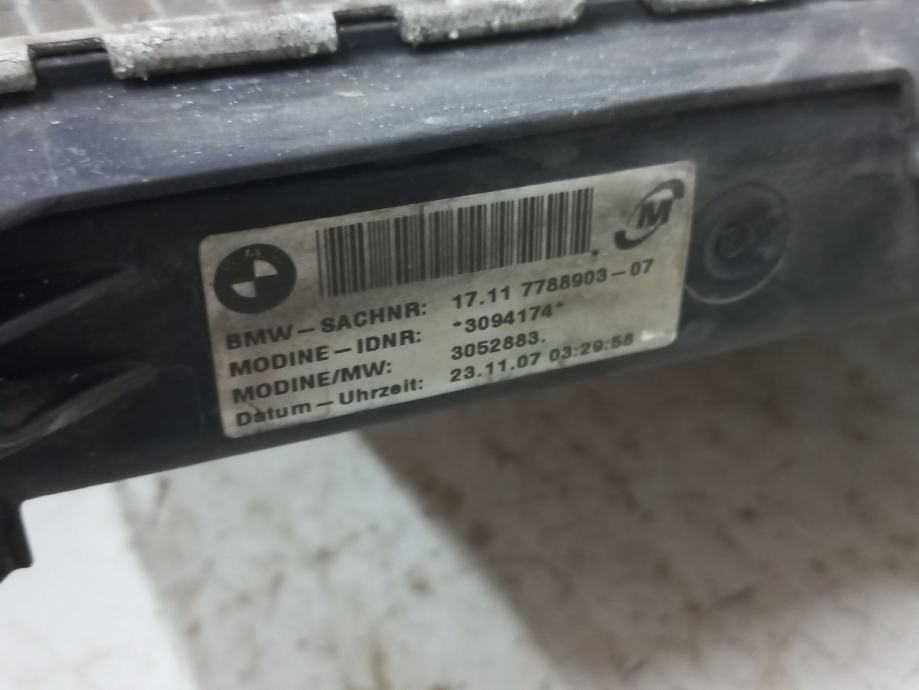 M
BMW-SACHNR: 17.11 7788903-07
MODINE-IDNR: *3094174*
MODINE/MW: 3052883.
Datum-Uhrzeit: 23.11.07 03:29:58